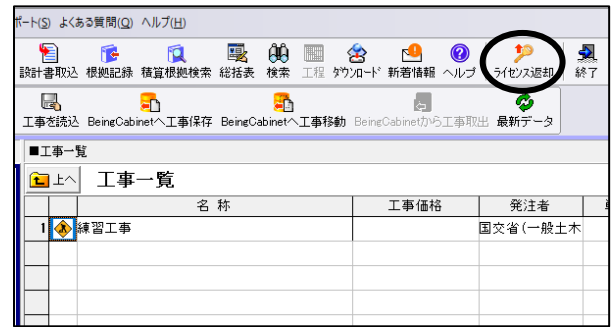 ポート(S) よくある質問(Q) ヘルプ(H)
設計書取込 根拠記録 積算根拠検索 総括表 検索 工程 ダウンロード 新着情報 ヘルプ ライセンス返却 終了
工事を読込 BeingCabinetへ工事保存 BeingCabinetへ工事移動 BeingCabinetから工事取出 最新データ
■工事一覧
上へ 工事一覧
名 称 工事価格 発注者
1 練習工事 国交省(一般土木